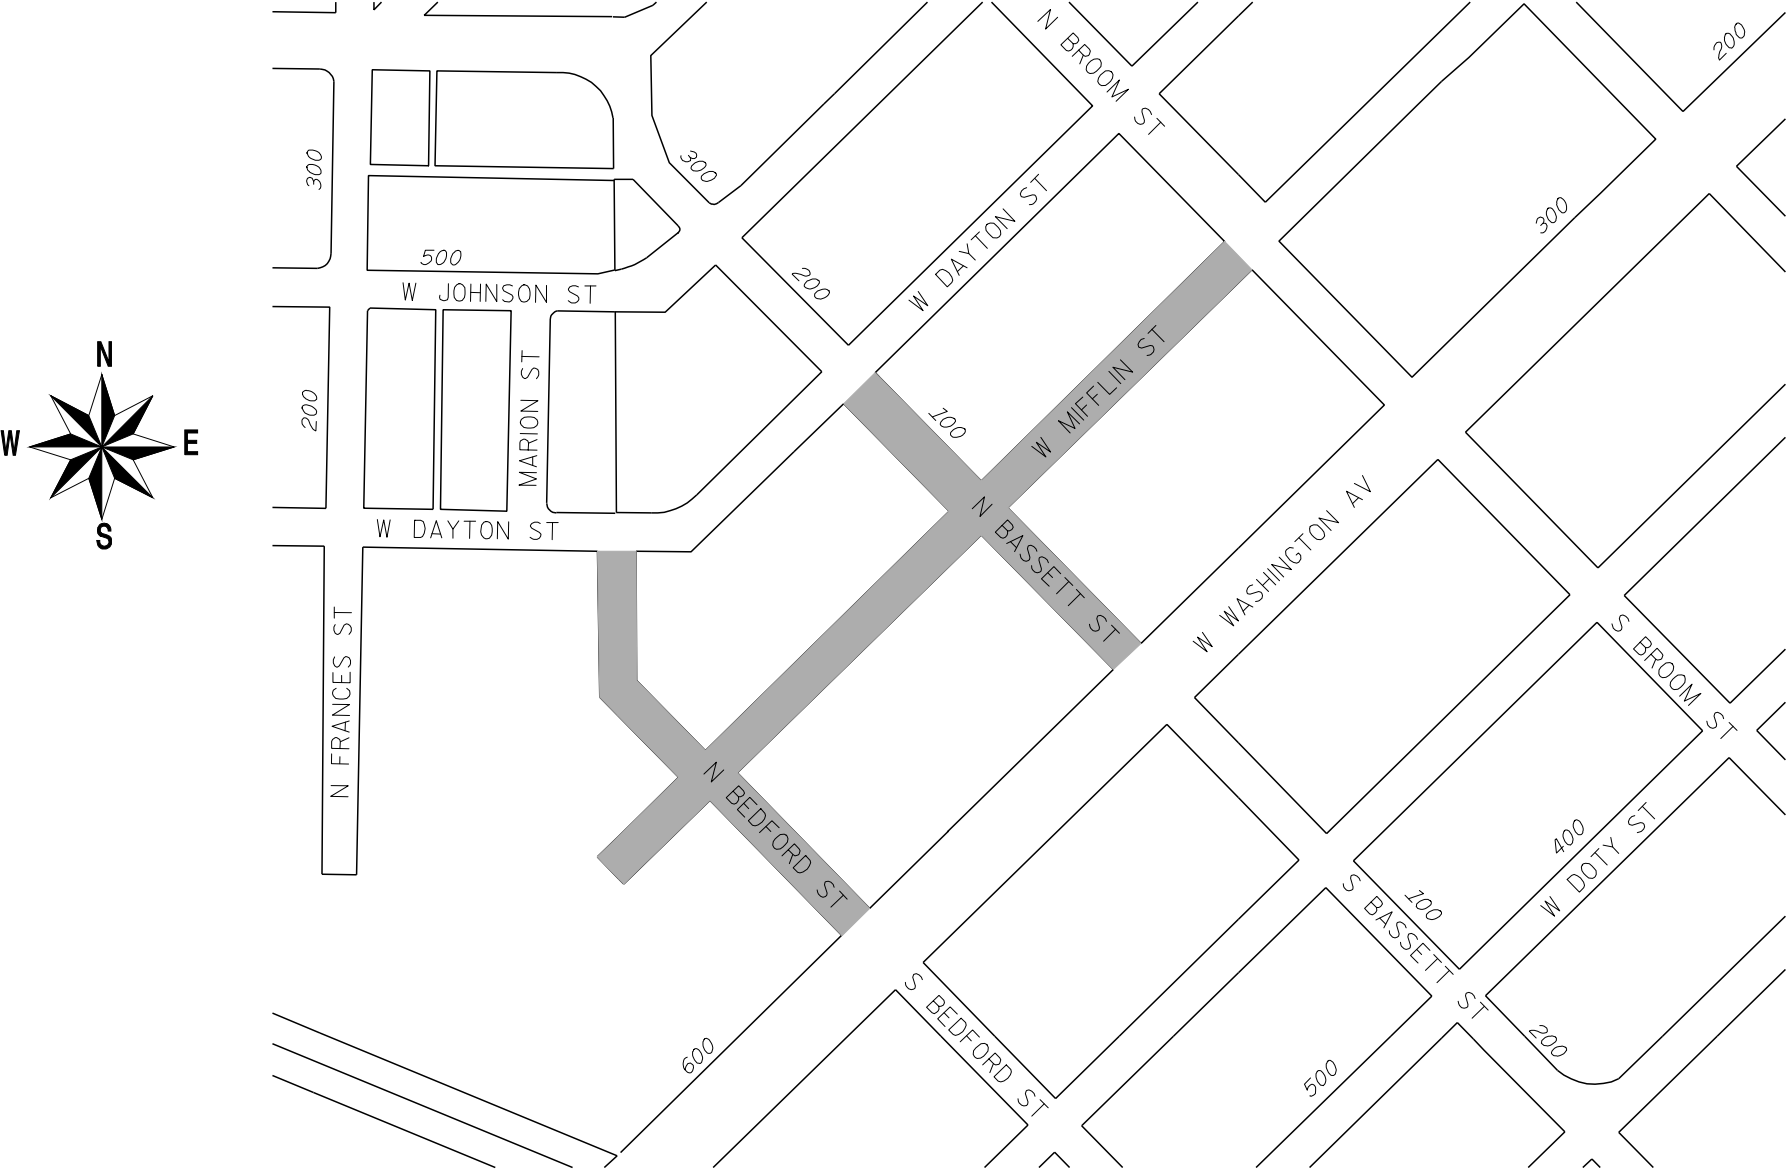 N BROOM ST
200
300
300
W DAYTON ST
300
500
W JOHNSON ST
200
N
W
E
S
200
MARION ST
100
W MIFFLIN ST
W DAYTON ST
N BASSETT ST
W WASHINGTON AV
N FRANCES ST
S BROOM ST
N BEDFORD ST
400
W DOTY ST
S BASSETT ST
100
S BEDFORD ST
600
500
200